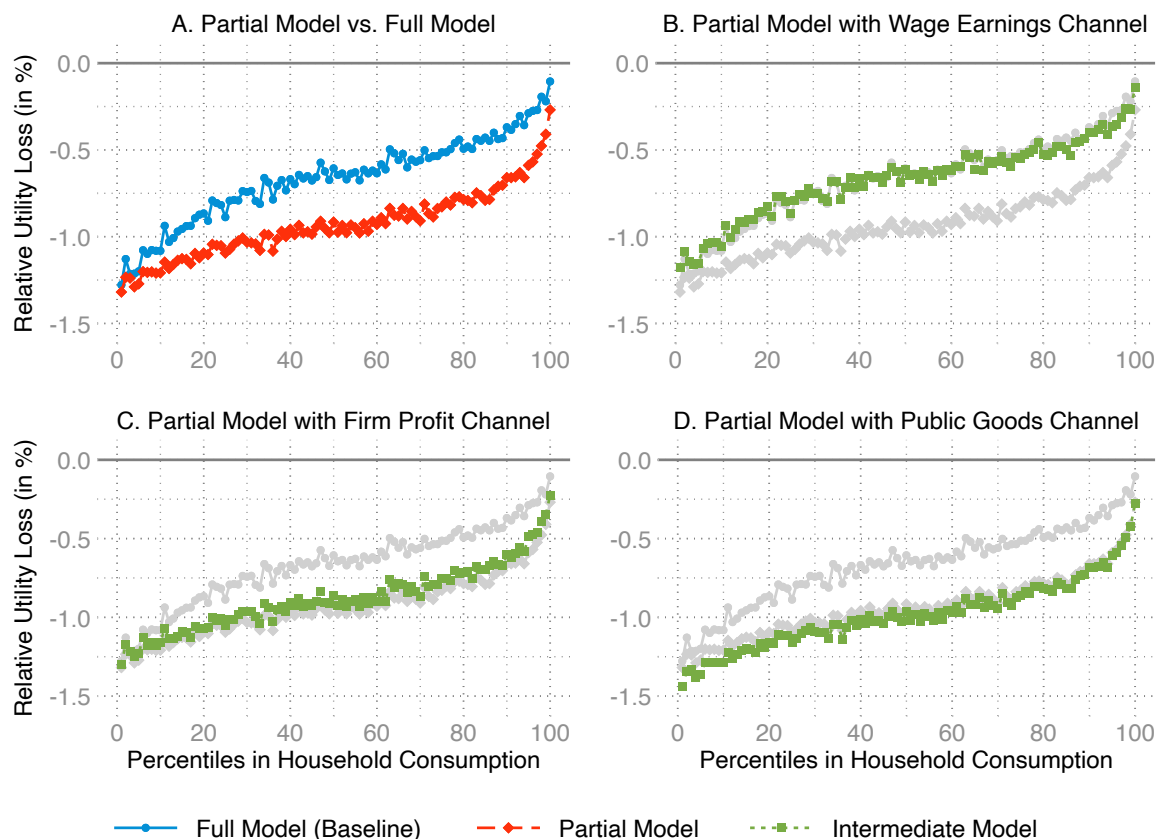 A. Partial Model vs. Full Model
B. Partial Model with Wage Earnings Channel
Relative Utility Loss (in %)
0.0
-0.5
-1.0
-1.5
0 20 40 60 80 100
0.0
-0.5
-1.0
-1.5
0 20 40 60 80 100
C. Partial Model with Firm Profit Channel
D. Partial Model with Public Goods Channel
Relative Utility Loss (in %)
0.0
-0.5
-1.0
-1.5
0 20 40 60 80 100
Percentiles in Household Consumption
0.0
-0.5
-1.0
-1.5
0 20 40 60 80 100
Percentiles in Household Consumption
Full Model (Baseline) Partial Model Intermediate Model